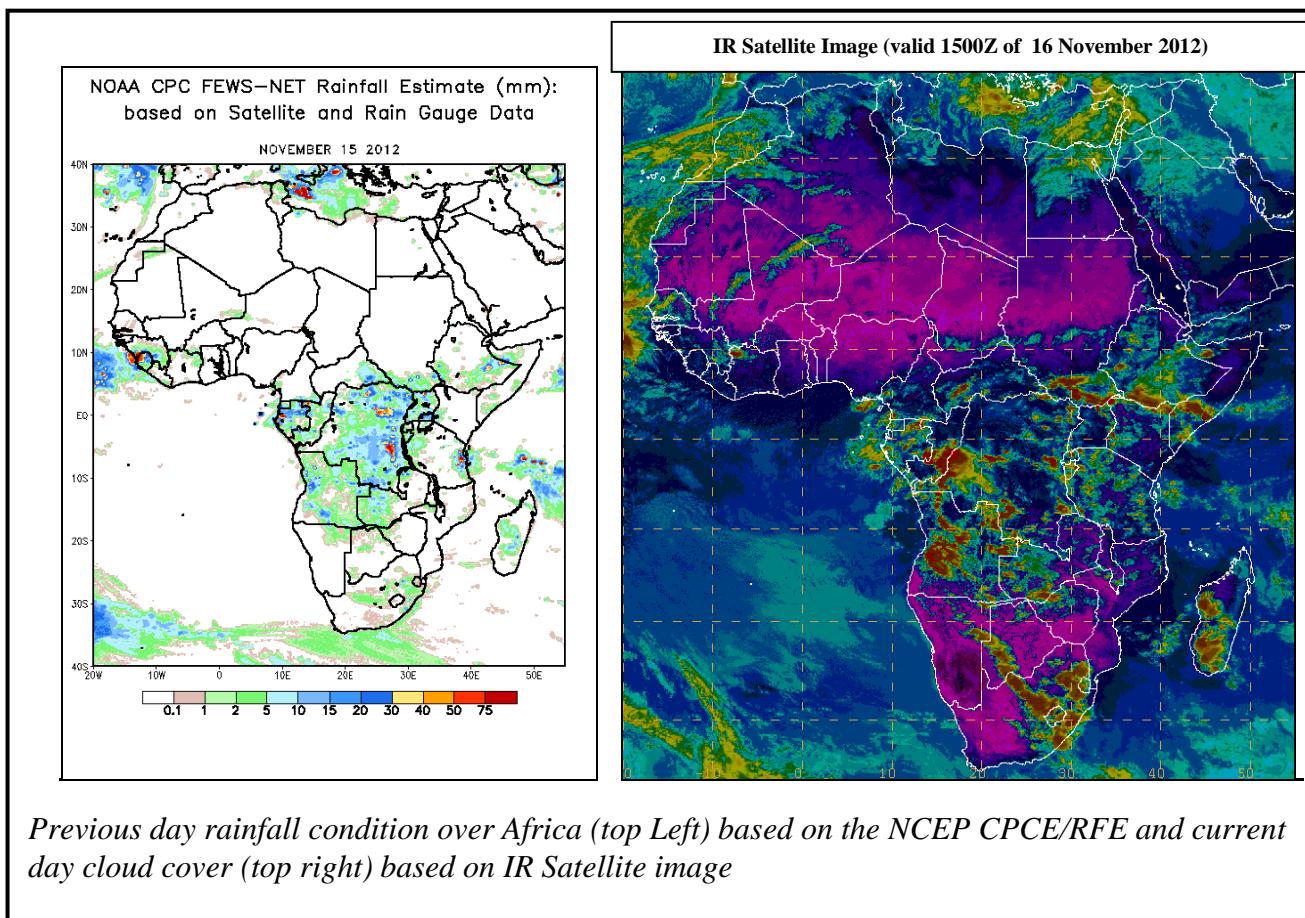 IR Satellite Image (valid 1500Z of 16 November 2012)
NOAA CPC FEWS-NET Rainfall Estimate (mm):
based on Satellite and Rain Gauge Data
NOVEMBER 15 2012
40N
30N
20N
10N
EQ
10S
20S
30S
40S
20W 10W 0 10E 20E 30E 40E 50E
0.1 1 2 5 10 15 20 30 40 50 75
-10 0 10 20 30 40 50
Previous day rainfall condition over Africa (top Left) based on the NCEP CPCE/RFE and current
day cloud cover (top right) based on IR Satellite image